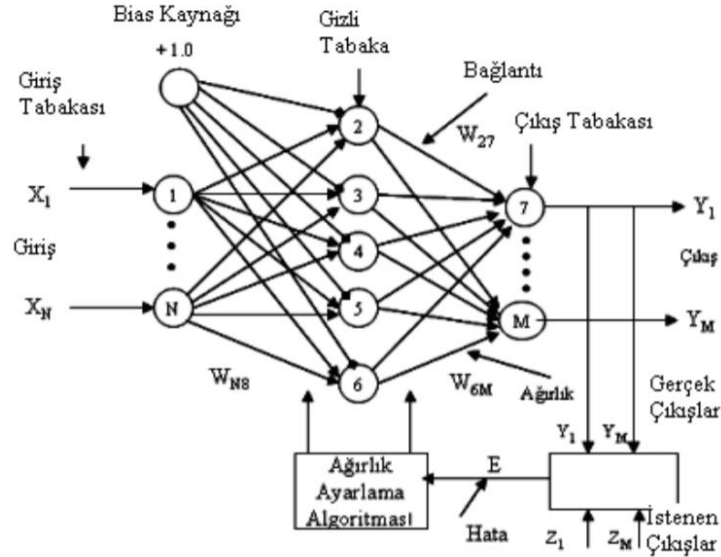 Bias Kaynağı
+1.0
Gizli
Tabaka
Giriş
Tabakası
Bağlantı
W27
Çıkış Tabakası
X1
1
2
3
4
5
6
7
Y1
Giriş
Çıkış
XN
N
M
YM
WN8
W6M
Ağırlık
Gerçek
Çıkışlar
Y1
YM
Ağırlık
Ayarlama
Algoritması
E
Hata
İstenen
Çıkışlar
Z1
ZM